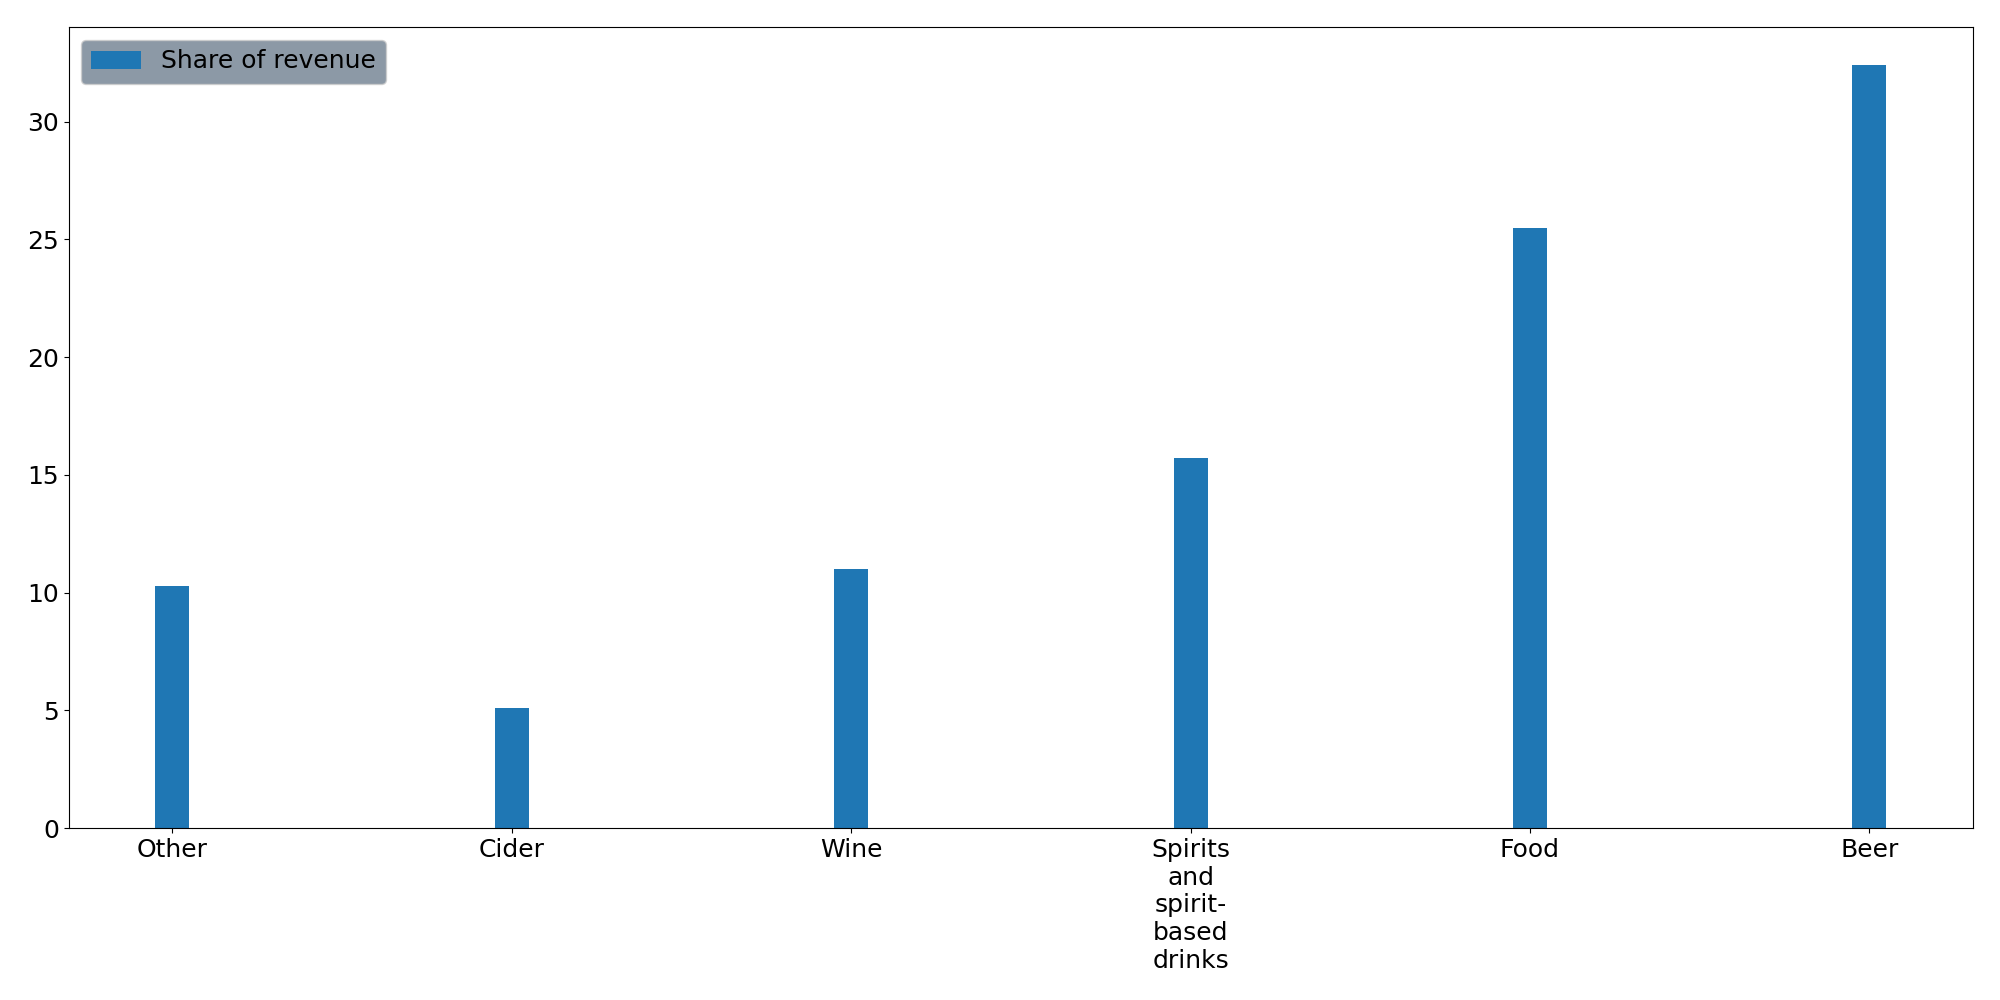 Share of revenue
30
25
20
15
10
5
0
Other Cider Wine Spirits Food Beer
and
spirit-
based
drinks